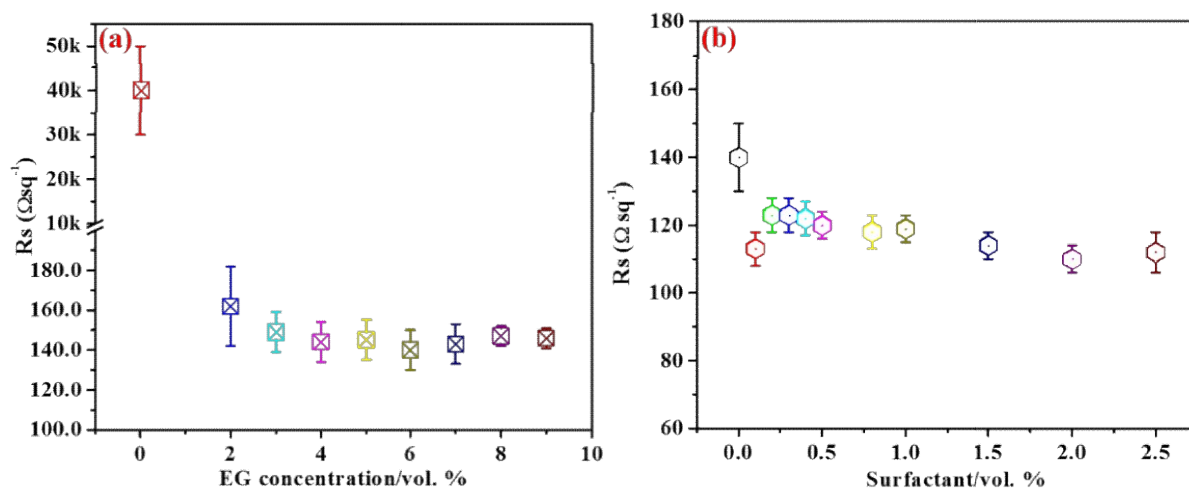 (a)
50k
40k
30k
20k
10k
180.0
160.0
140.0
120.0
100.0
Rs (Ωsq⁻¹)
0 2 4 6 8 10
EG concentration/vol. %
(b)
180
160
140
120
100
80
60
Rs (Ω sq⁻¹)
0.0 0.5 1.0 1.5 2.0 2.5
Surfactant/vol. %